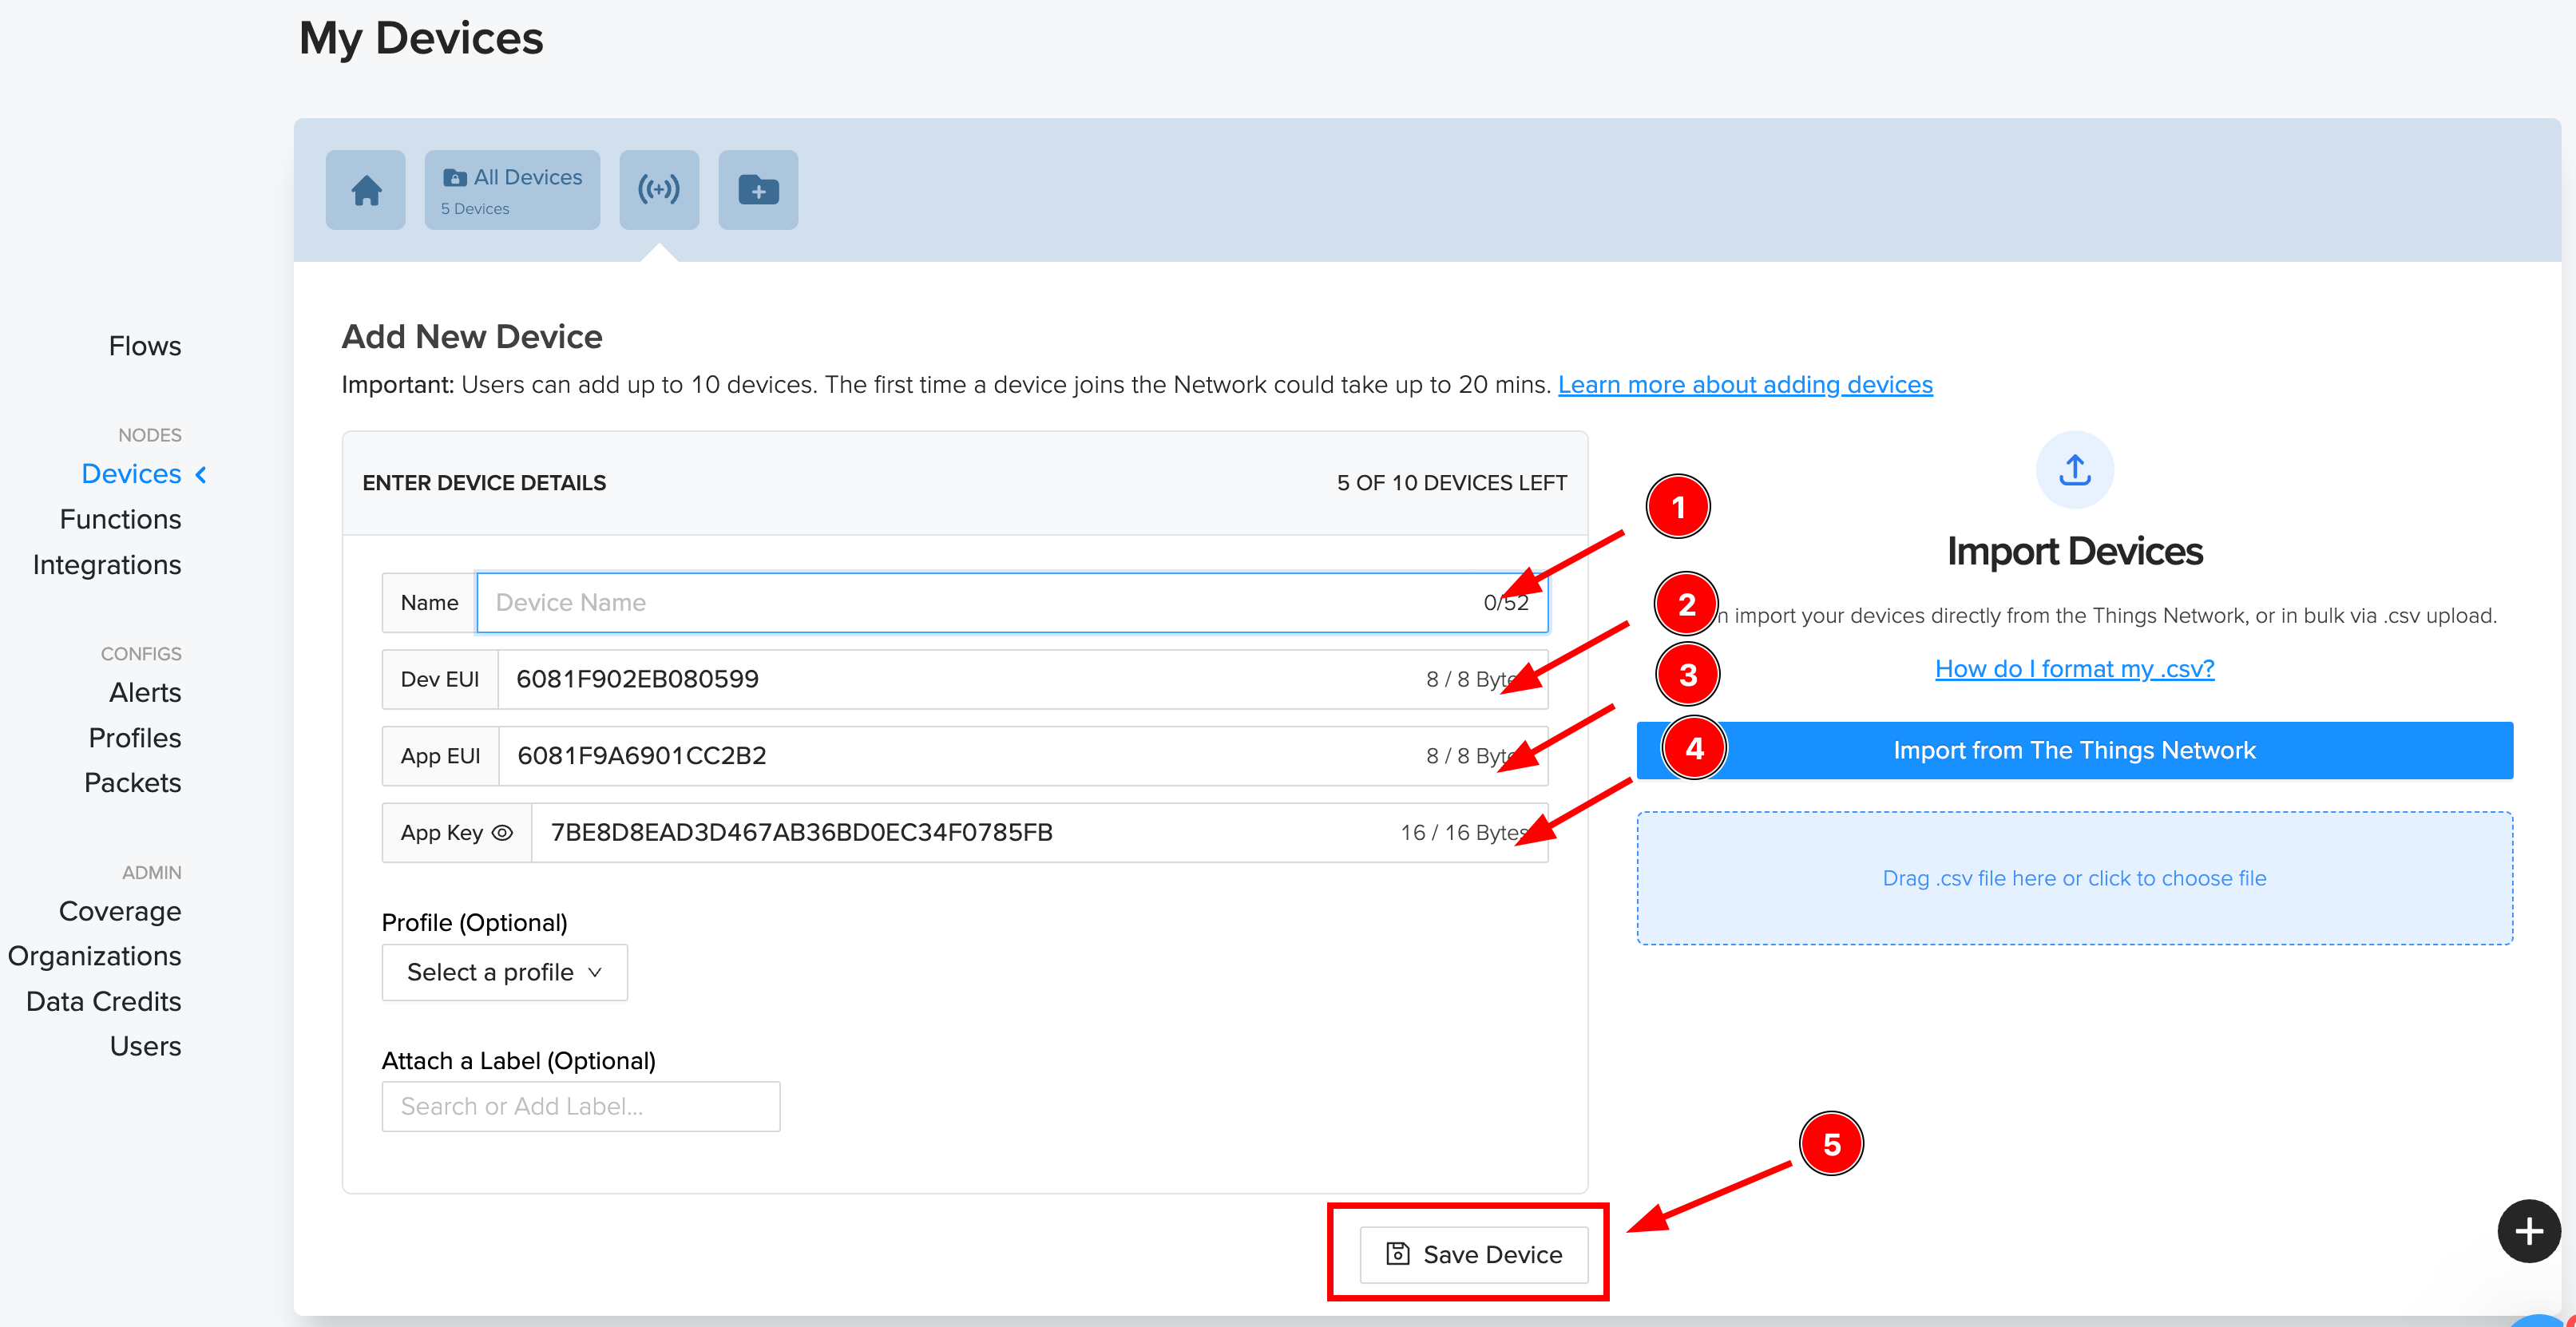 My Devices
All Devices
5 Devices
Flows
NODES
Devices
Functions
Integrations
CONFIGS
Alerts
Profiles
Packets
ADMIN
Coverage
Organizations
Data Credits
Users
Add New Device
Important: Users can add up to 10 devices. The first time a device joins the Network could take up to 20 mins. Learn more about adding devices
ENTER DEVICE DETAILS 5 OF 10 DEVICES LEFT
1
Name Device Name 0/52
2
Dev EUI 6081F902EB080599 8 / 8 Byte
3
App EUI 6081F9A6901CC2B2 8 / 8 Byte
4
App Key 7BE8D8EAD3D467AB36BD0EC34F0785FB 16 / 16 Bytes
Profile (Optional)
Select a profile
Attach a Label (Optional)
Search or Add Label...
5
Save Device
Import Devices
import your devices directly from the Things Network, or in bulk via .csv upload.
How do I format my .csv?
Import from The Things Network
Drag .csv file here or click to choose file